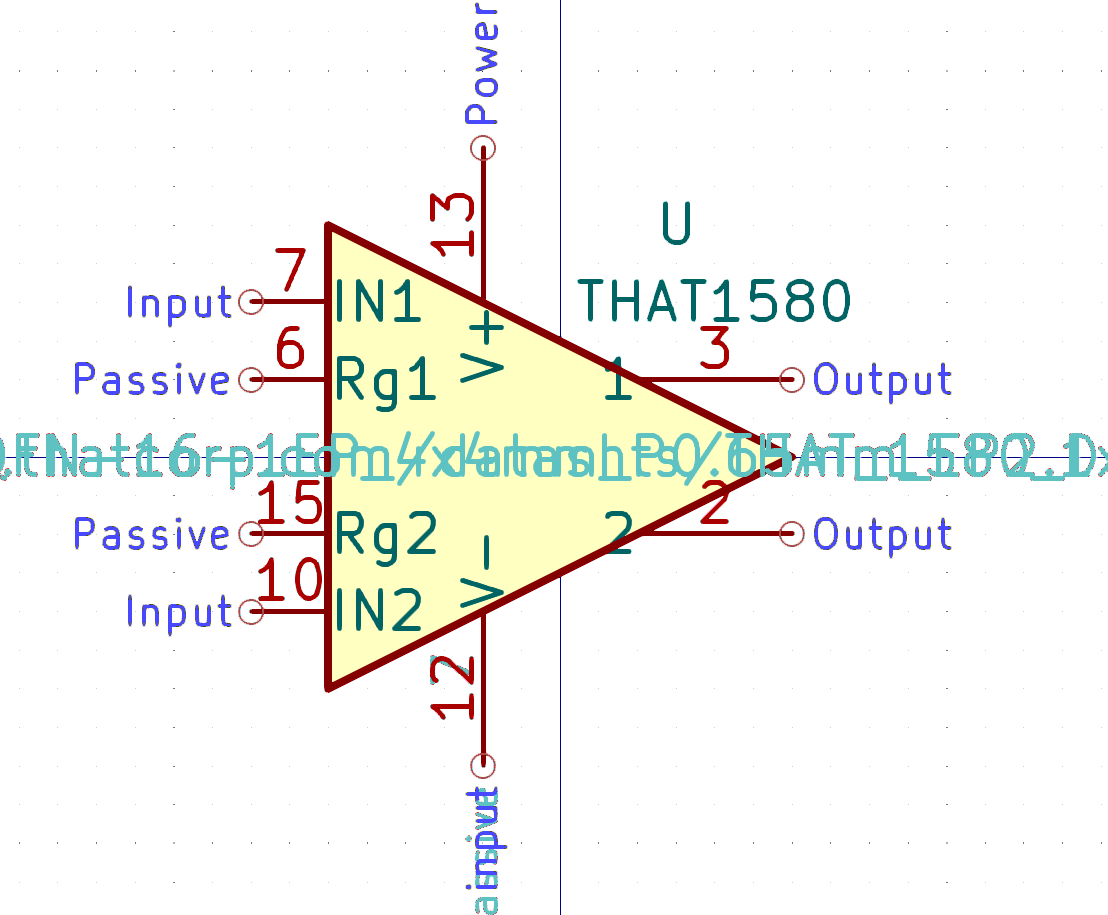 Power
13
U
7
Input
IN1
THAT1580
V+
6
3
Passive
Rg1
1
Output
15
2
Passive
Rg2
2
Output
10
V-
Input
IN2
12
input